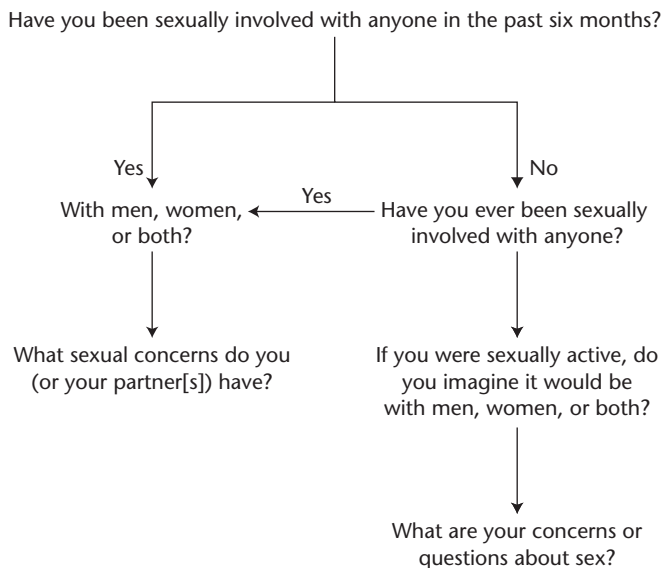 Have you been sexually involved with anyone in the past six months?
Yes
No
With men, women,
or both?
Yes
Have you ever been sexually
involved with anyone?
What sexual concerns do you
(or your partner[s]) have?
If you were sexually active, do
you imagine it would be
with men, women, or both?
What are your concerns or
questions about sex?